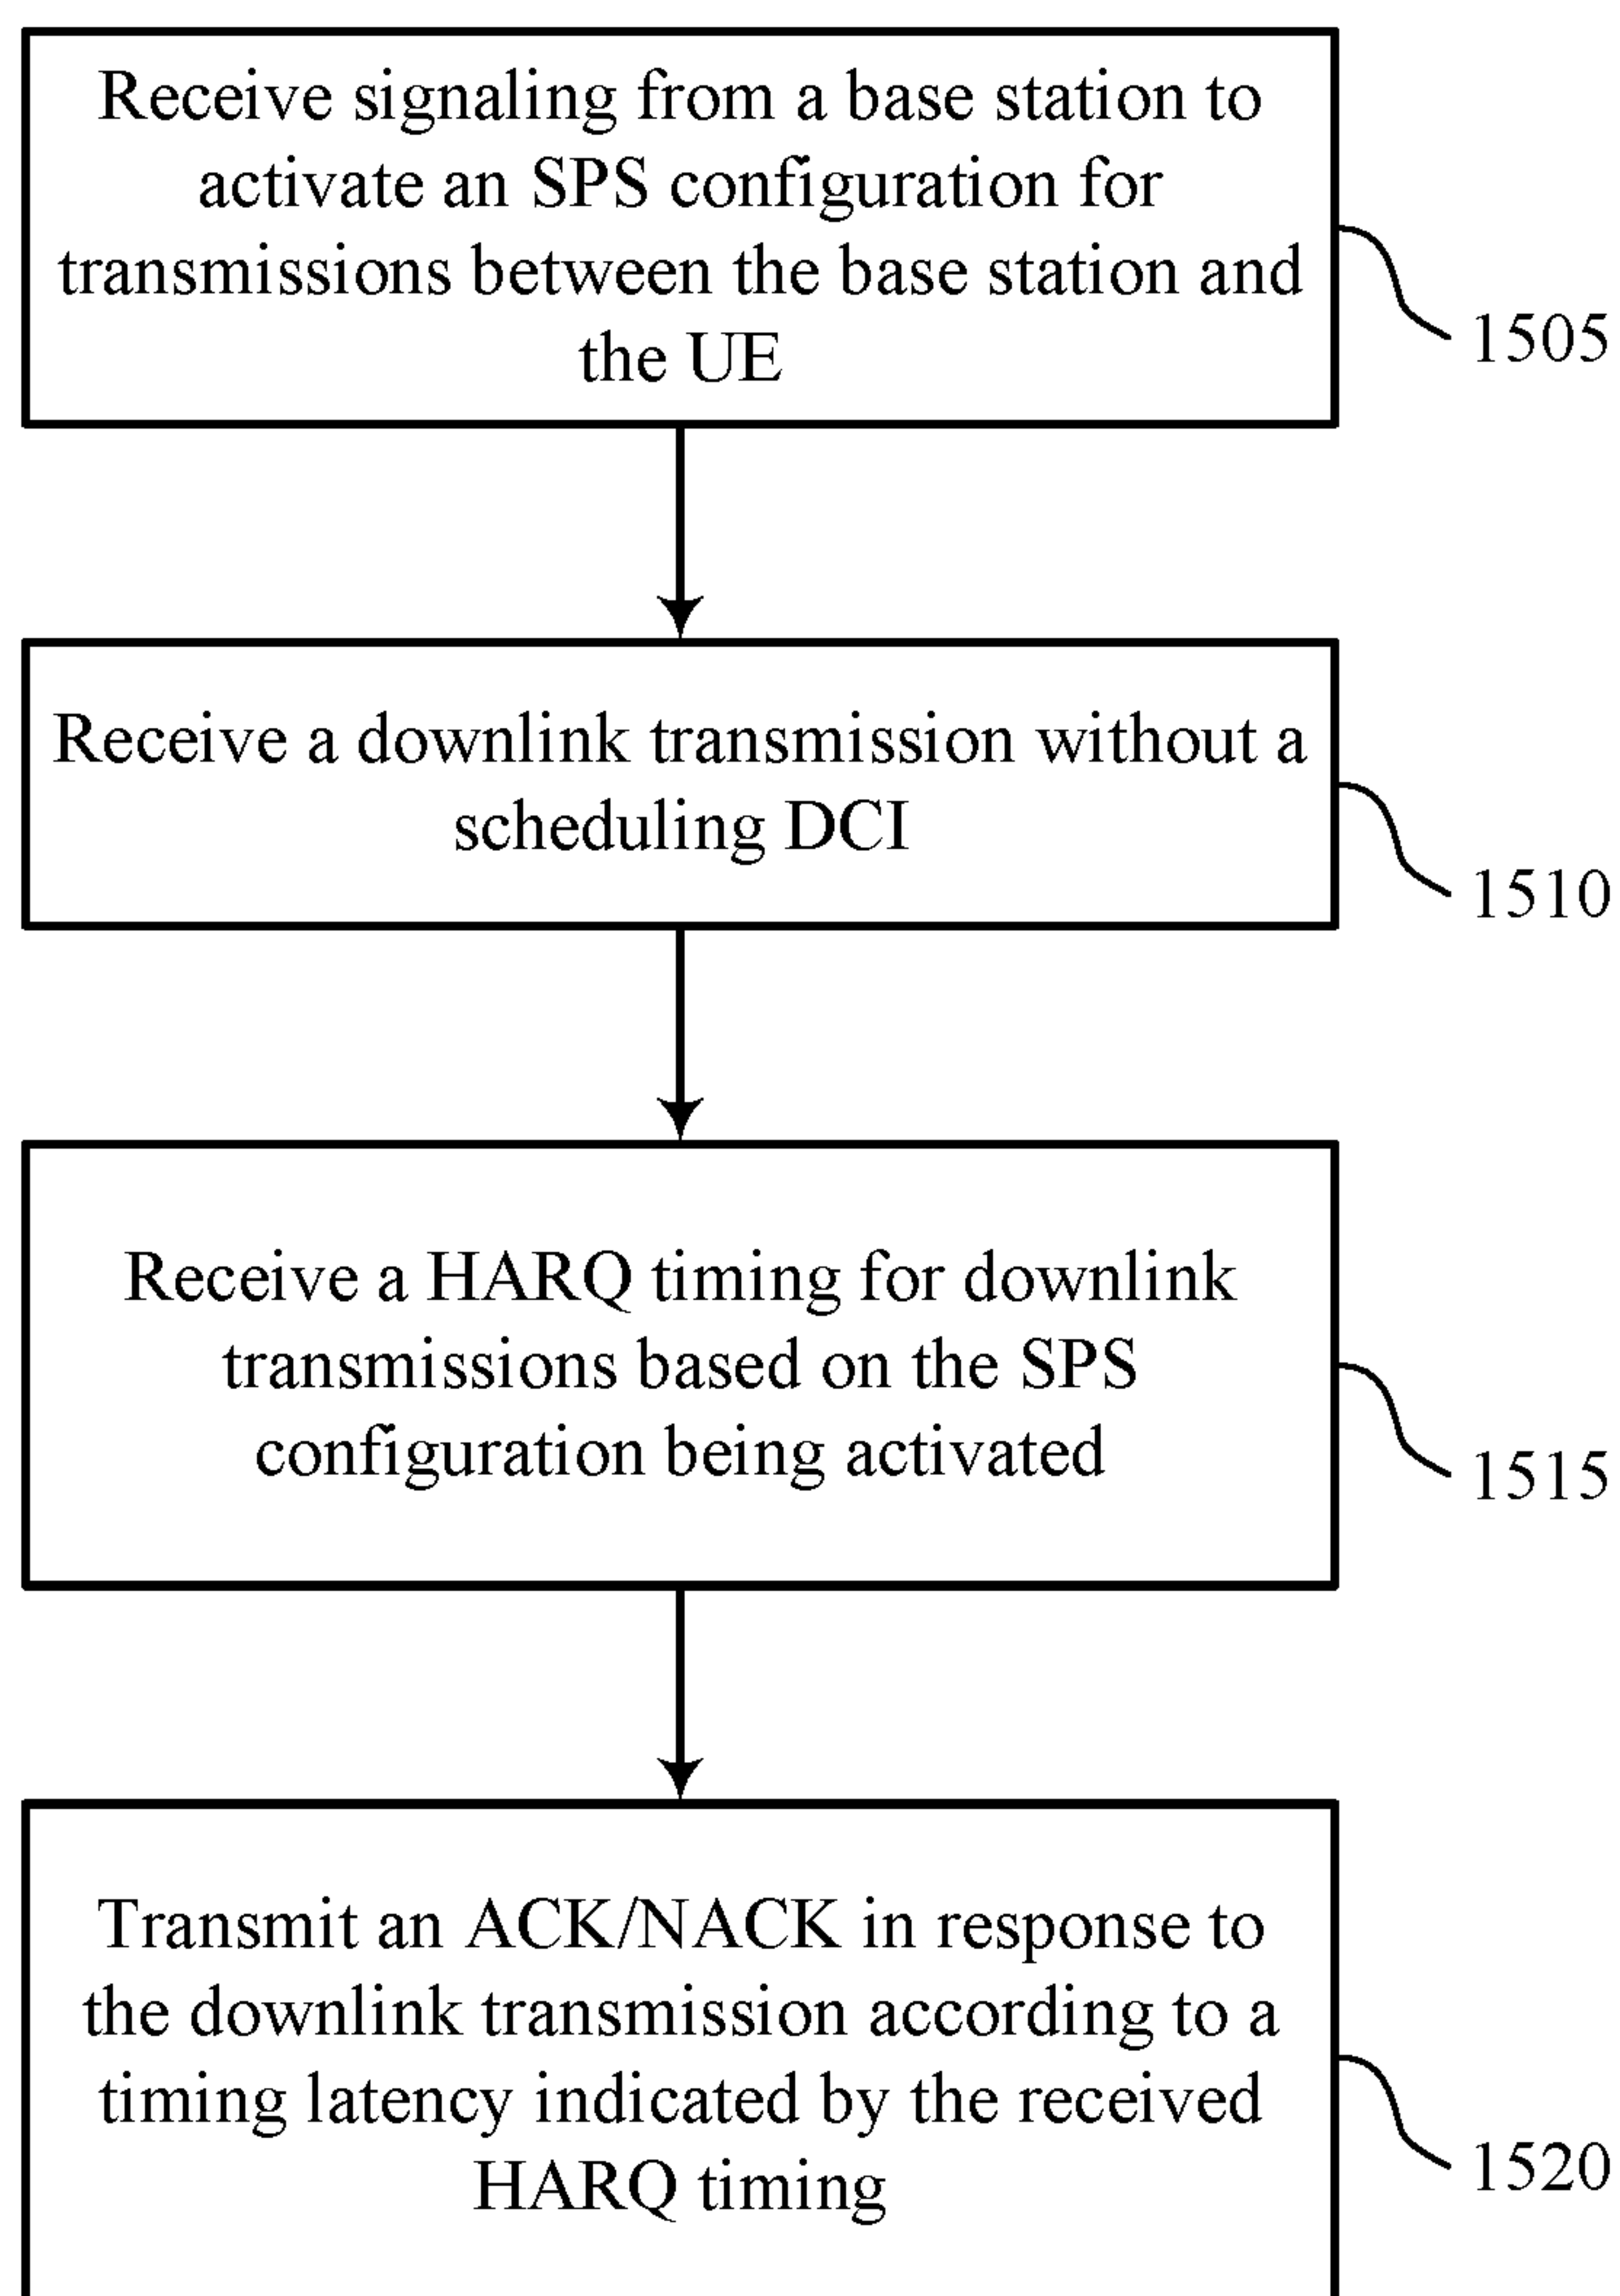 Receive signaling from a base station to
activate an SPS configuration for
transmissions between the base station and
the UE
1505
Receive a downlink transmission without a
scheduling DCI
1510
Receive a HARQ timing for downlink
transmissions based on the SPS
configuration being activated
1515
Transmit an ACK/NACK in response to
the downlink transmission according to a
timing latency indicated by the received
HARQ timing
1520